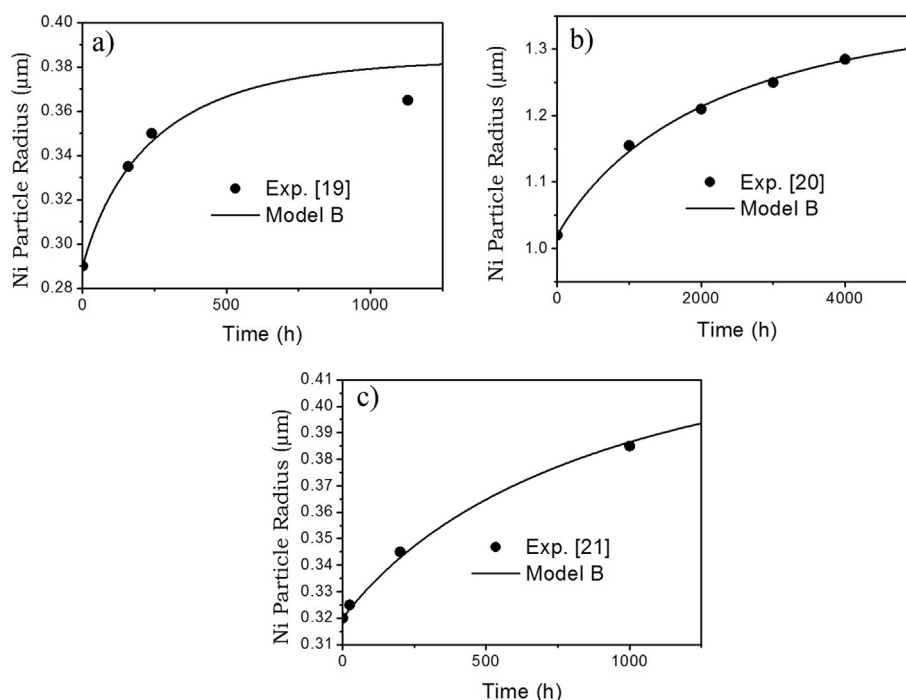 a)
0.40
0.38
0.36
0.34
0.32
0.30
0.28
Ni Particle Radius (µm)
Exp. [19]
Model B
0
500
1000
Time (h)
b)
1.3
1.2
1.1
1.0
Ni Particle Radius (µm)
Exp. [20]
Model B
0
2000
4000
Time (h)
c)
0.41
0.40
0.39
0.38
0.37
0.36
0.35
0.34
0.33
0.32
0.31
Ni Particle Radius (µm)
Exp. [21]
Model B
0
500
1000
Time (h)